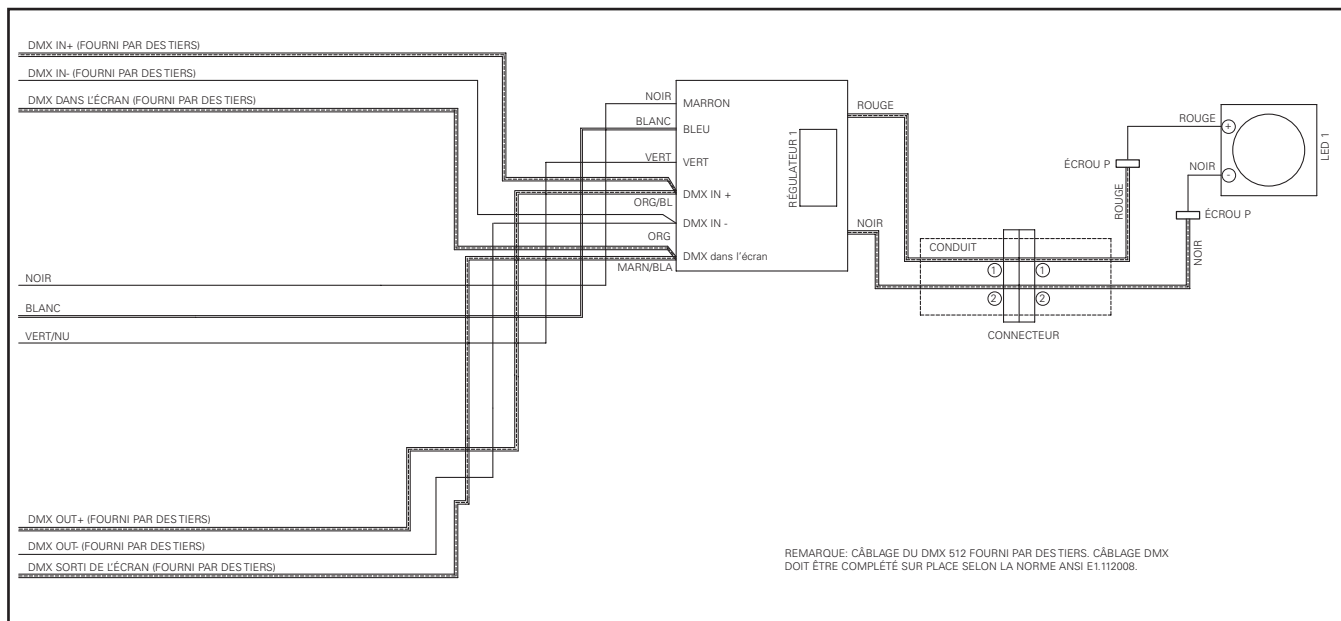 DMX IN+ (FOURNI PAR DES TIERS)
DMX IN- (FOURNI PAR DES TIERS)
DMX DANS L'ÉCRAN (FOURNI PAR DES TIERS)
NOIR
BLANC
VERT/NU
DMX OUT+ (FOURNI PAR DES TIERS)
DMX OUT- (FOURNI PAR DES TIERS)
DMX SORTI DE L'ÉCRAN (FOURNI PAR DES TIERS)
NOIR
BLANC
VERT
ORG/BL
ORG
MARN/BLA
MARRON
BLEU
VERT
DMX IN +
DMX IN -
DMX dans l'écran
RÉGULATEUR 1
ROUGE
NOIR
CONDUIT
1
1
2
2
CONNECTEUR
ÉCROU P
ROUGE
ROUGE
NOIR
ÉCROU P
NOIR
+
-
LED 1
REMARQUE: CÂBLAGE DU DMX 512 FOURNI PAR DES TIERS. CÂBLAGE DMX
DOIT ÊTRE COMPLÉTÉ SUR PLACE SELON LA NORME ANSI E1.112008.